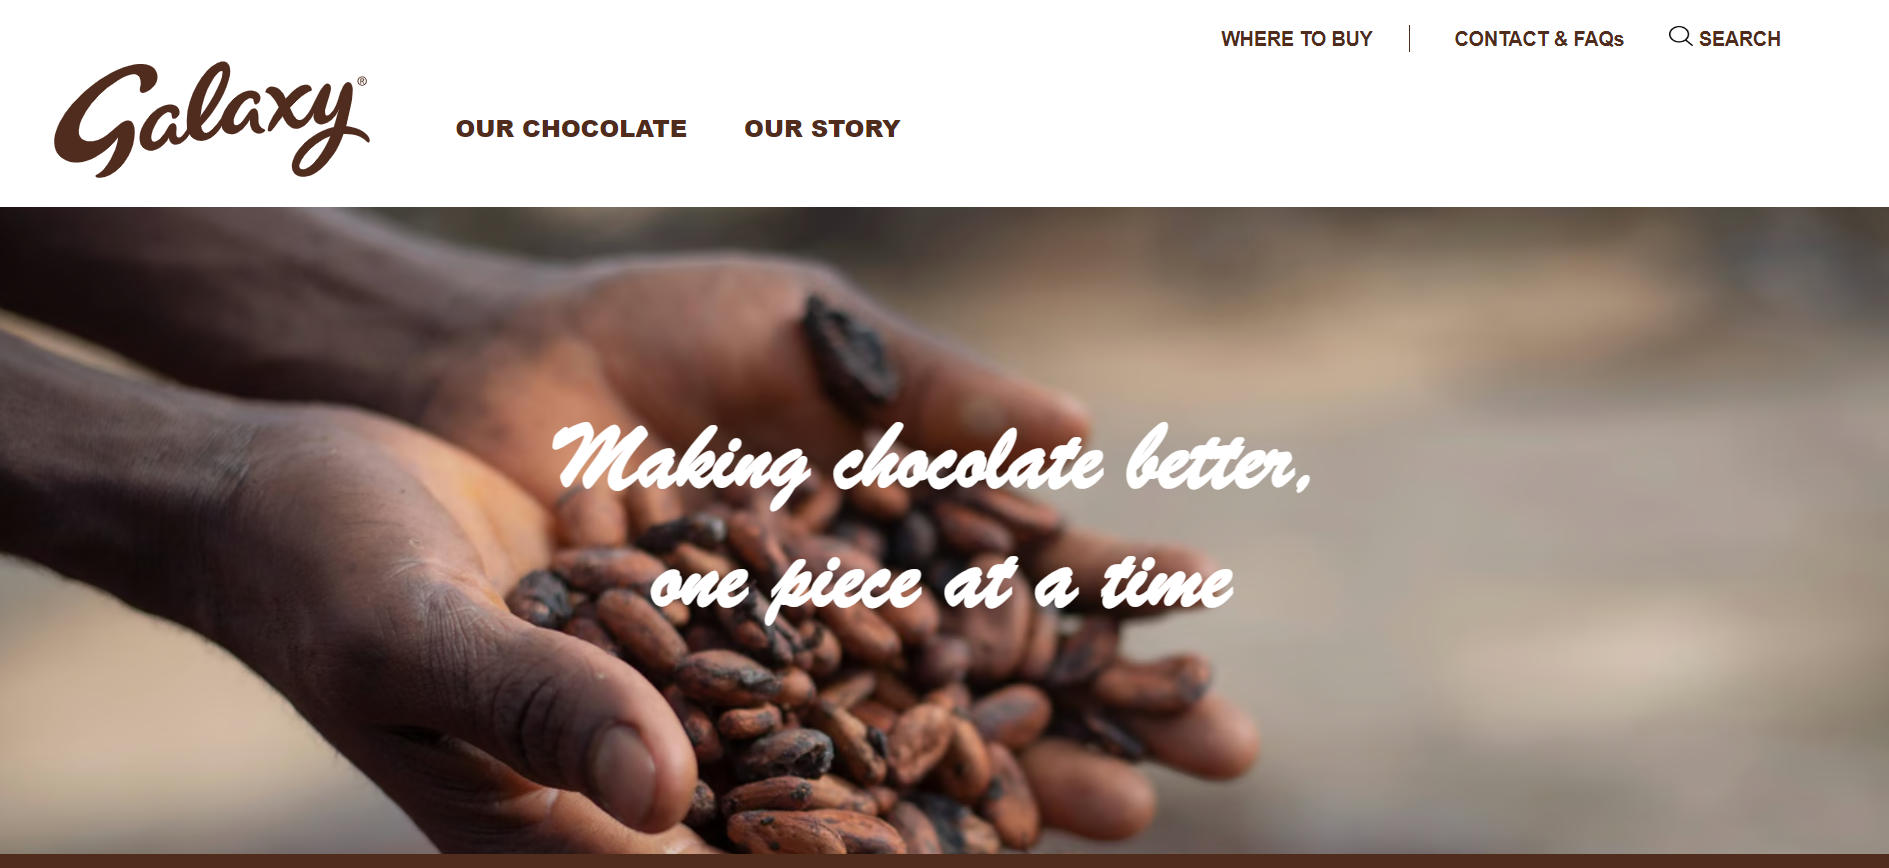 WHERE TO BUY
CONTACT & FAQs
SEARCH
Galaxy®
OUR CHOCOLATE
OUR STORY
Making chocolate better,
one piece at a time